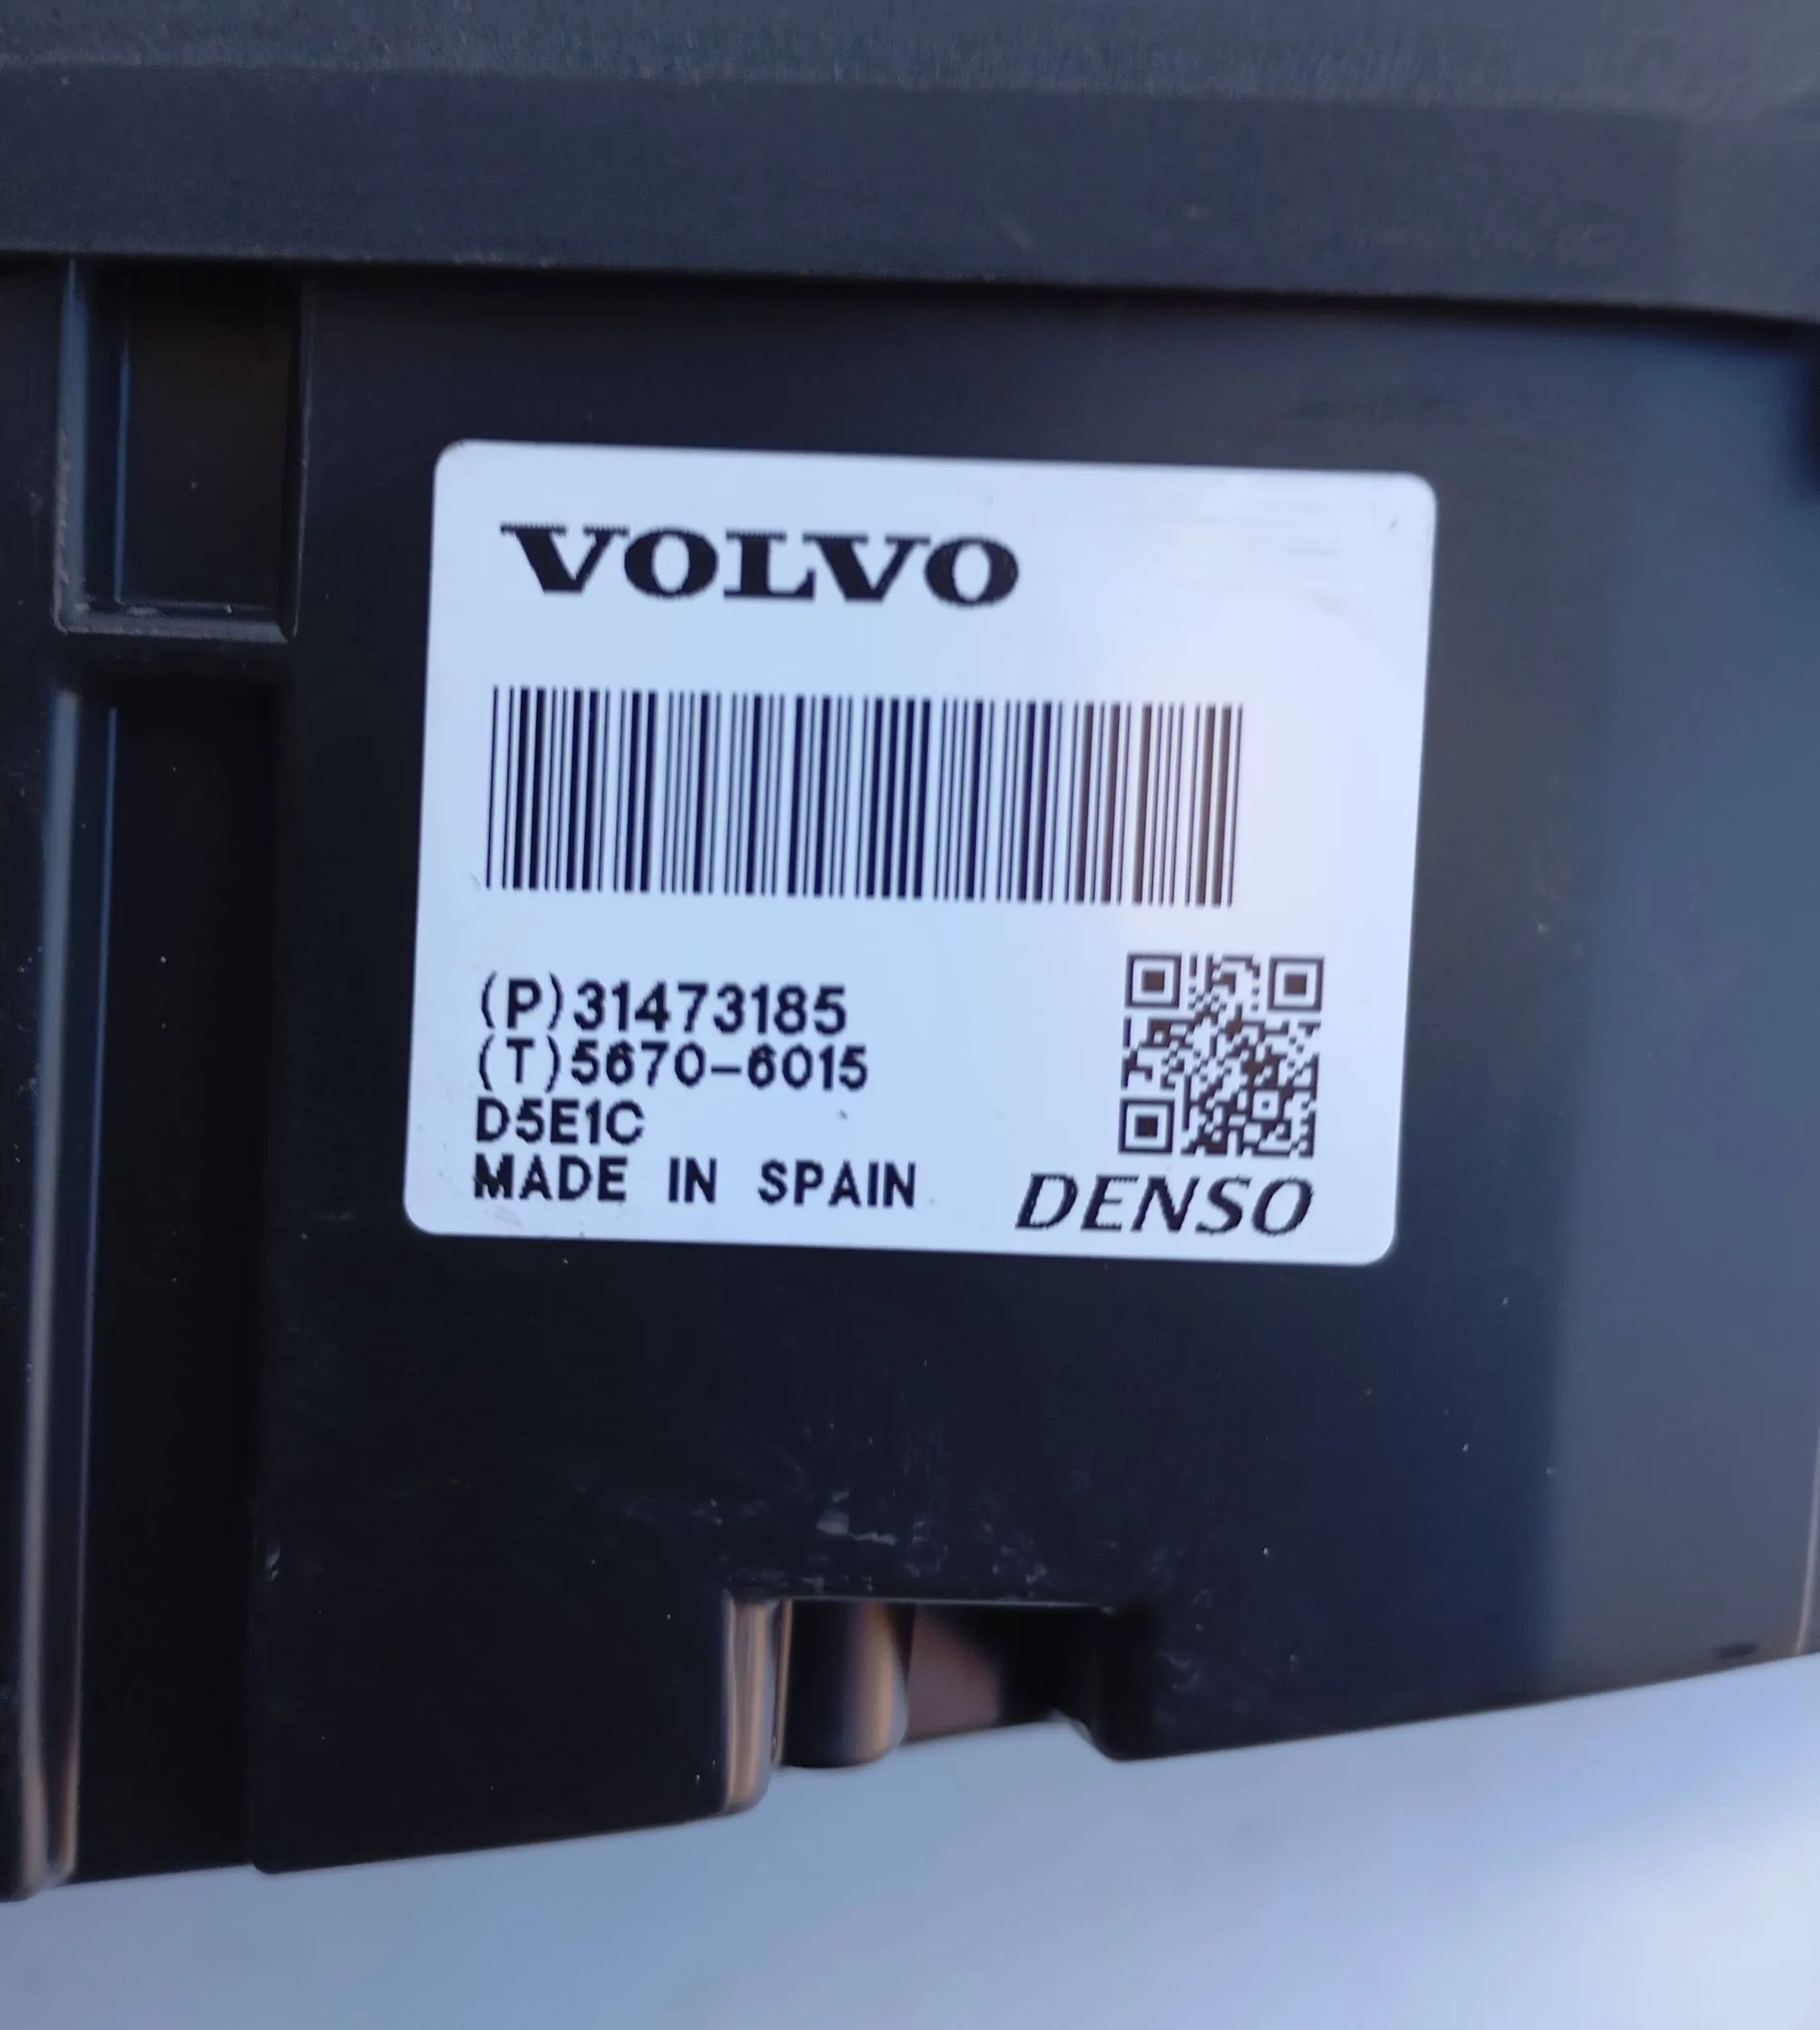 VOLVO
(P)31473185
(T)5670-6015
D5E1C
MADE IN SPAIN
DENSO